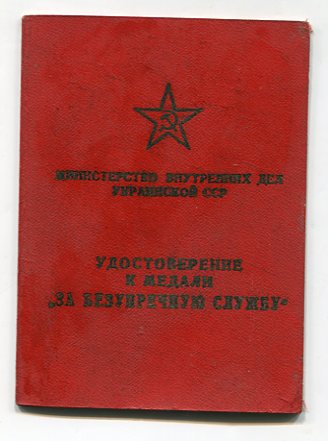 МИНИСТЕРСТВО ВНУТРЕННИХ ДЕЛ
УКРАИНСКОЙ ССР
УДОСТОВЕРЕНИЕ
К МЕДАЛИ
„ЗА БЕЗУПРЕЧНУЮ СЛУЖБУ“